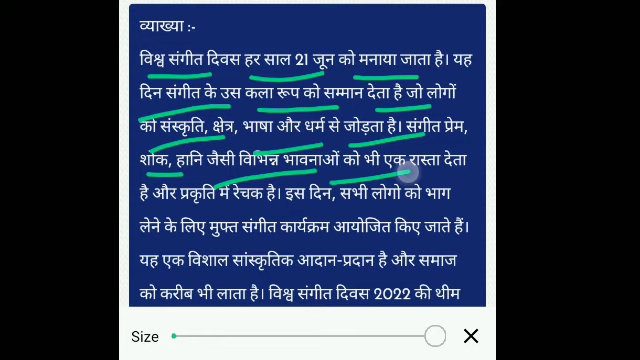 व्याख्या :-
विश्व संगीत दिवस हर साल 21 जून को मनाया जाता है। यह
दिन संगीत के उस कला रूप को सम्मान देता है जो लोगों
को संस्कृति, क्षेत्र, भाषा और धर्म से जोड़ता है। संगीत प्रेम,
शोक, हानि जैसी विभिन्न भावनाओं को भी एक रास्ता देता
है और प्रकृति में रेचक है। इस दिन, सभी लोगो को भाग
लेने के लिए मुफ्त संगीत कार्यक्रम आयोजित किए जाते हैं।
यह एक विशाल सांस्कृतिक आदान-प्रदान है और समाज
को करीब भी लाता है। विश्व संगीत दिवस 2022 की थीम
Size